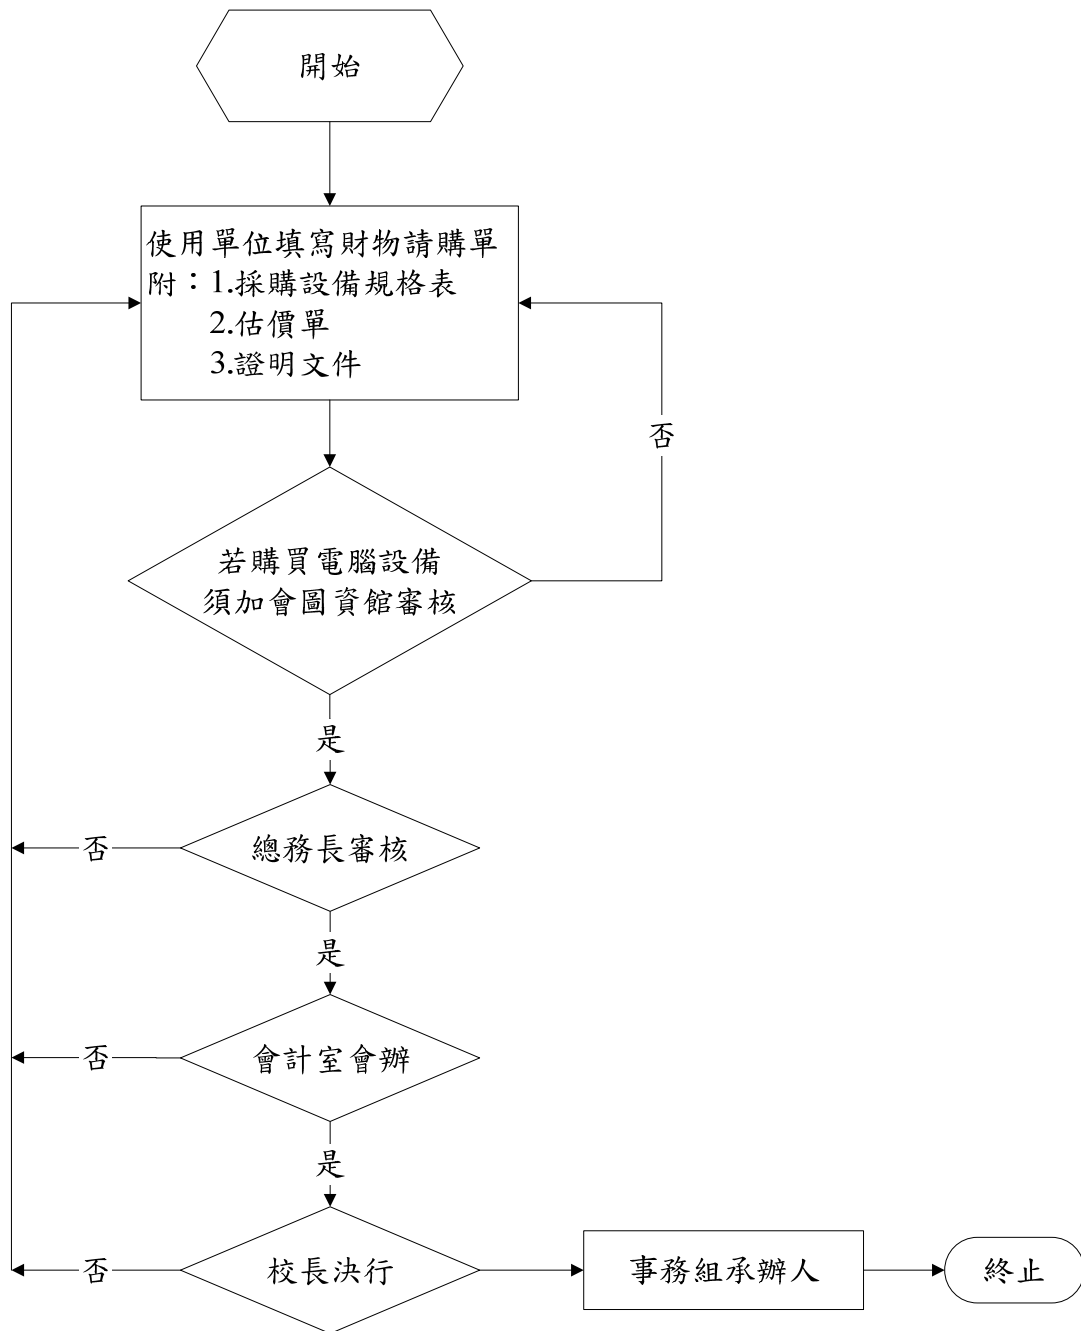 開始
使用單位填寫財物請購單
附：1.採購設備規格表
2.估價單
3.證明文件
否
若購買電腦設備
須加會圖資館審核
是
否
總務長審核
是
否
會計室會辦
是
否
校長決行
事務組承辦人
終止